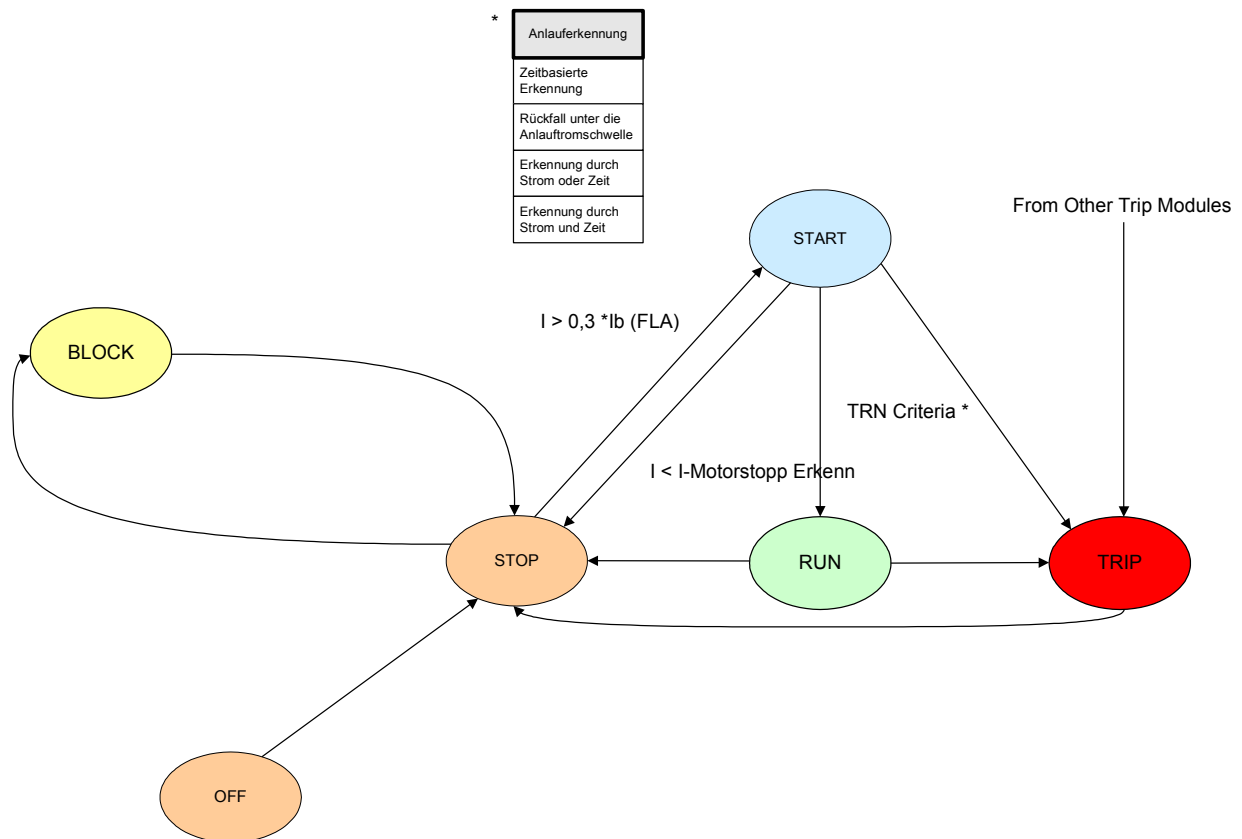 *
Anlauferkennung
Zeitbasierte
Erkennung
Rückfall unter die
Anlauftromschwelle
Erkennung durch
Strom oder Zeit
Erkennung durch
Strom und Zeit
START
From Other Trip Modules
I > 0,3 *Ib (FLA)
BLOCK
TRN Criteria *
I < I-Motorstopp Erkenn
STOP
RUN
TRIP
OFF